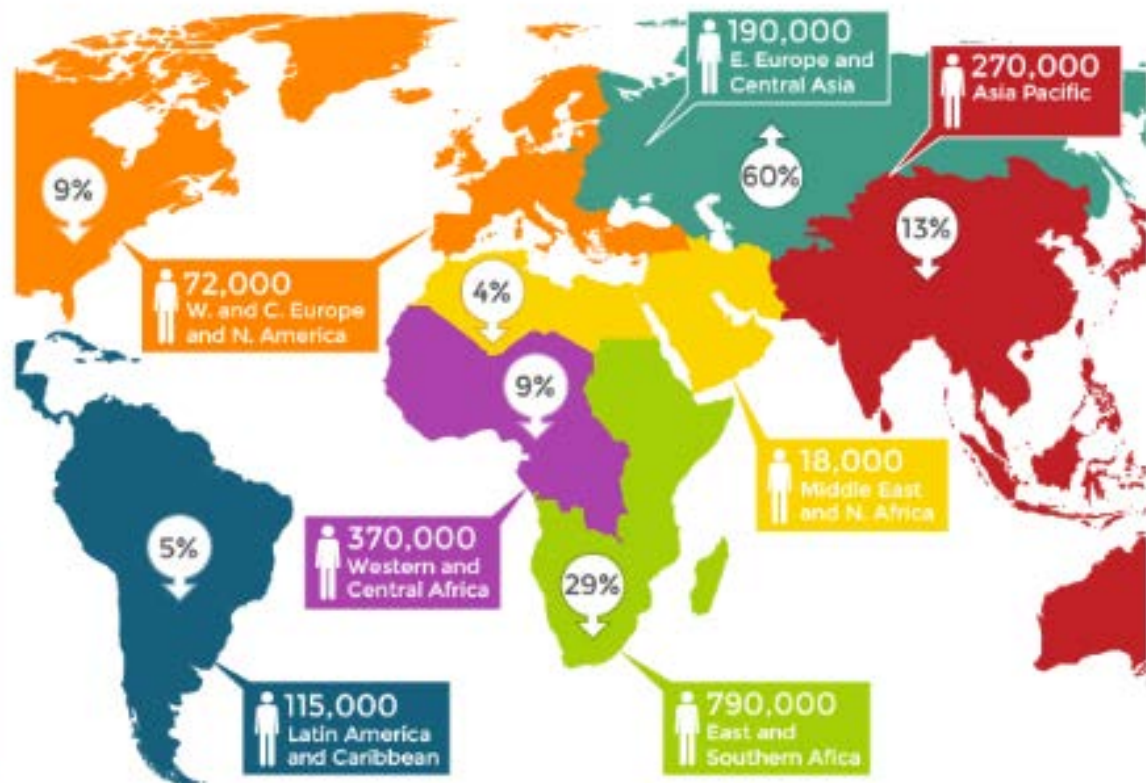 190,000
E. Europe and
Central Asia
270,000
Asia Pacific
60%
9%
13%
72,000
W. and C. Europe
and N. America
4%
9%
18,000
Middle East
and N. Africa
370,000
Western and
Central Africa
5%
29%
115,000
Latin America
and Caribbean
790,000
East and
Southern Afica